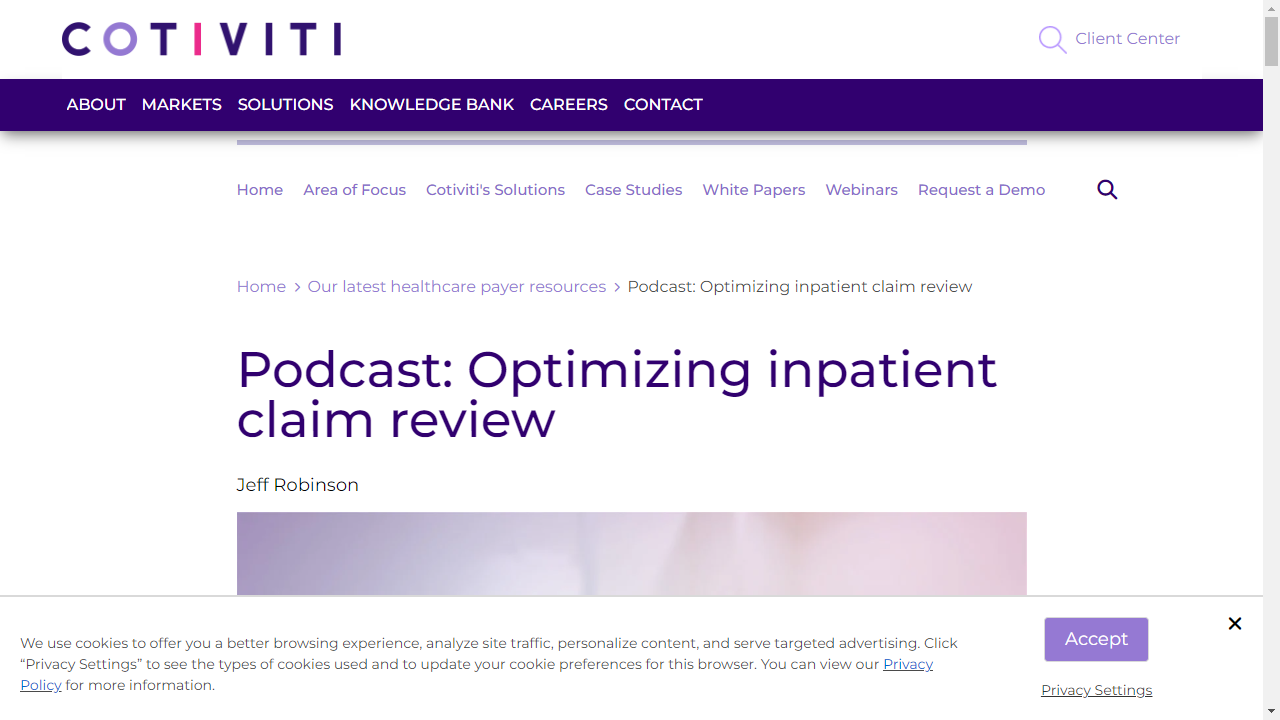 COTIVITI
Client Center
ABOUT MARKETS SOLUTIONS KNOWLEDGE BANK CAREERS CONTACT
Home Area of Focus Cotiviti's Solutions Case Studies White Papers Webinars Request a Demo
Home > Our latest healthcare payer resources > Podcast: Optimizing inpatient claim review
Podcast: Optimizing inpatient
claim review
Jeff Robinson
We use cookies to offer you a better browsing experience, analyze site traffic, personalize content, and serve targeted advertising. Click
“Privacy Settings” to see the types of cookies used and to update your cookie preferences for this browser. You can view our Privacy
Policy for more information.
Accept
Privacy Settings